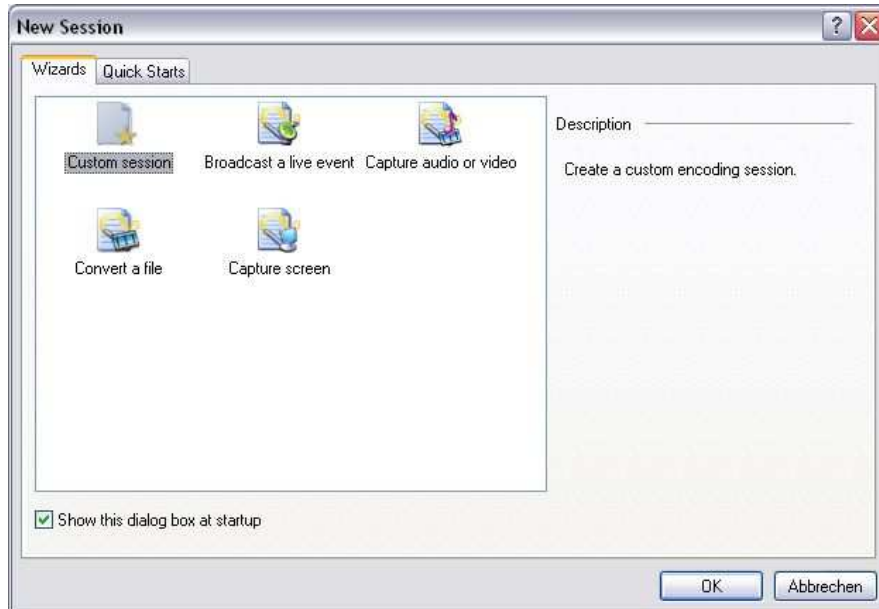 New Session
Wizards
Quick Starts
Custom session
Broadcast a live event
Capture audio or video
Convert a file
Capture screen
Description
Create a custom encoding session.
Show this dialog box at startup
OK
Abbrechen